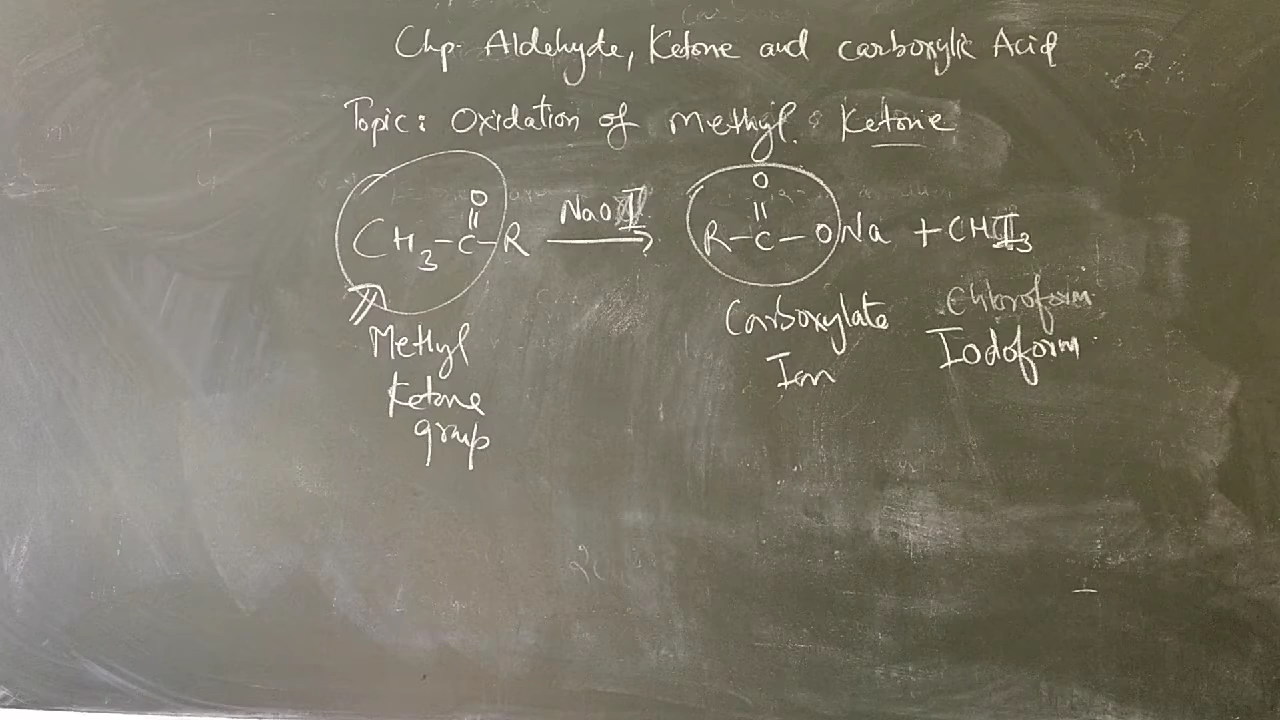 Chp. Aldehyde, Ketone and carboxylic Acid
Topic: Oxidation of Methyl Ketone
O O
|| ||
CH3-C-R NaOI → R-C-ONa + CHI3
Methyl Ketone group
Carboxylate Ion
Chloroform
Iodoform